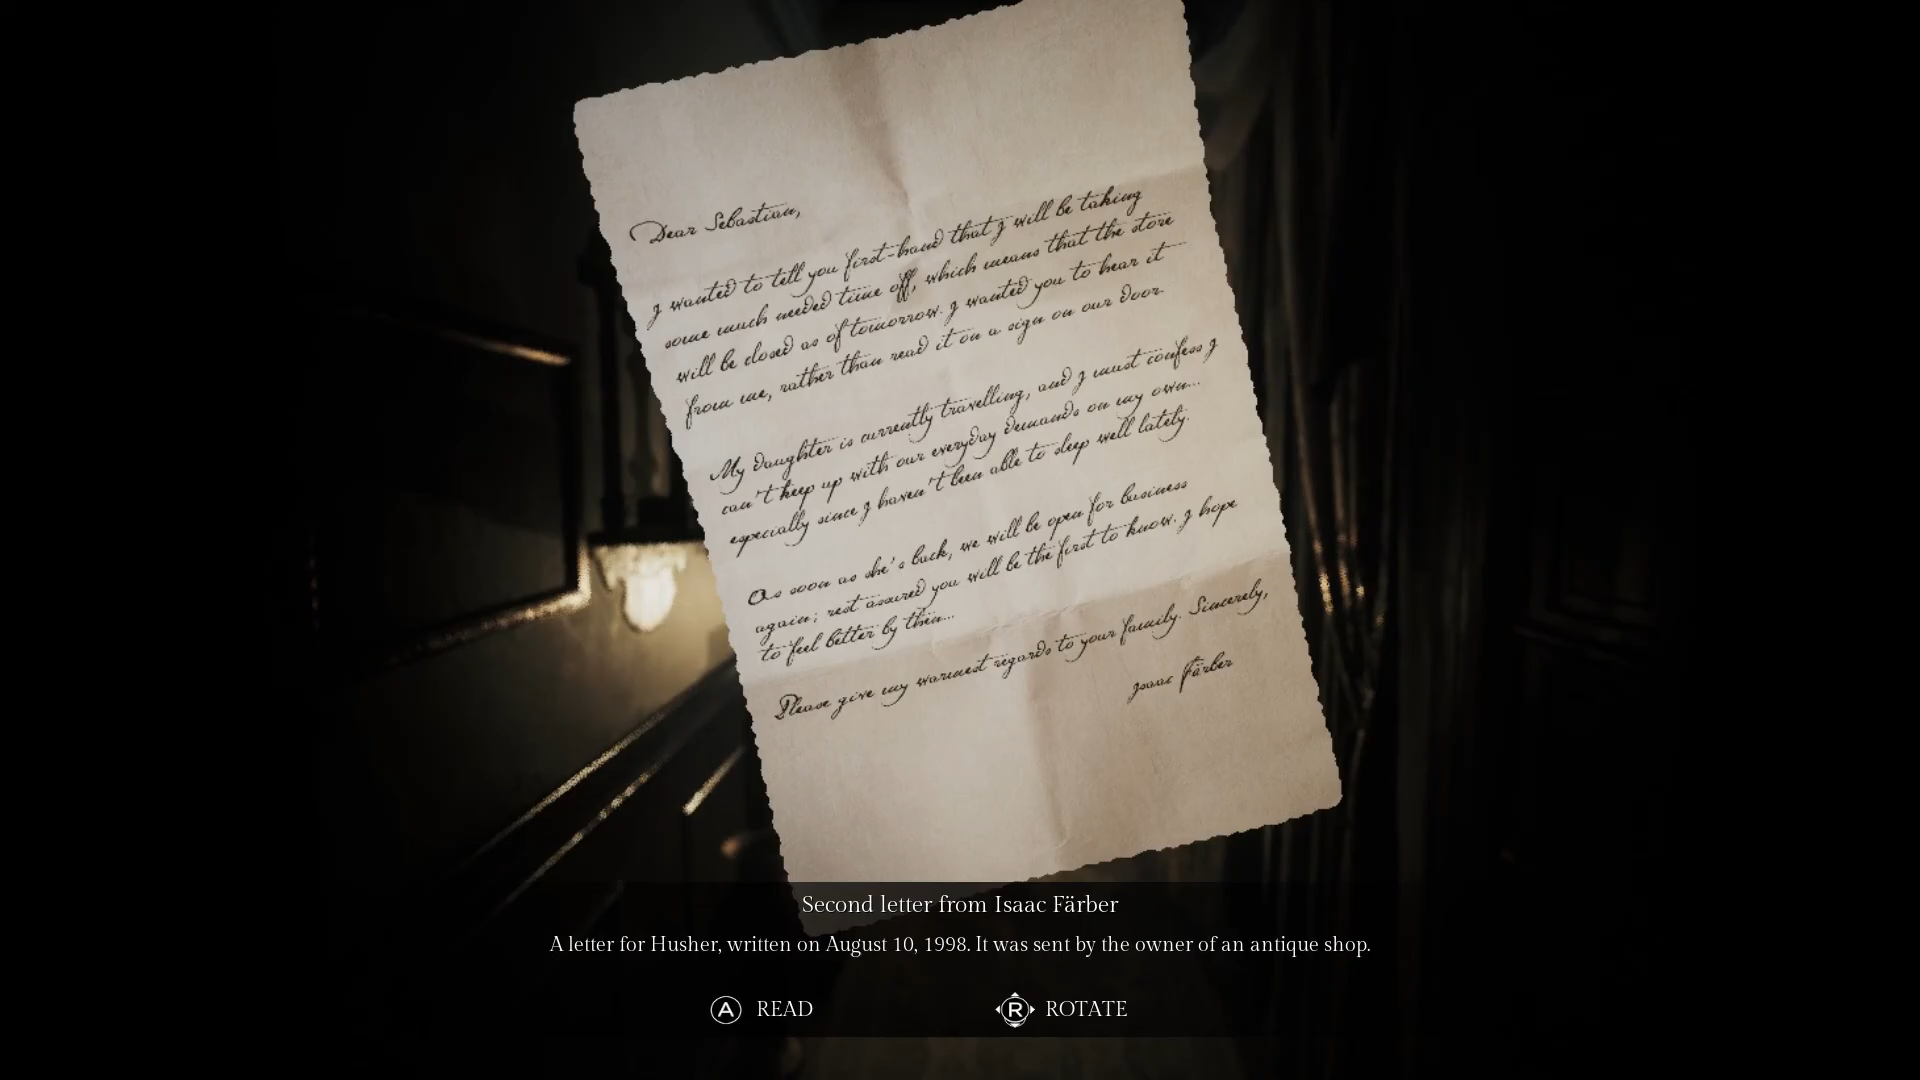 Dear Sebastian,
I wanted to tell you first-hand that I will be taking
some much needed time off, which means that the store
will be closed as of tomorrow. I wanted you to hear it
from me, rather than read it on a sign on our door.
My daughter is currently travelling, and I must confess I
can't keep up with our everyday demands on my own...
especially since I haven't been able to sleep well lately.
As soon as she's back, we will be open for business
again; rest assured you will be the first to know. I hope
to feel better by then...
Please give my warmest regards to your family. Sincerely,
Isaac Färber
Second letter from Isaac Färber
A letter for Husher, written on August 10, 1998. It was sent by the owner of an antique shop.
A READ R ROTATE